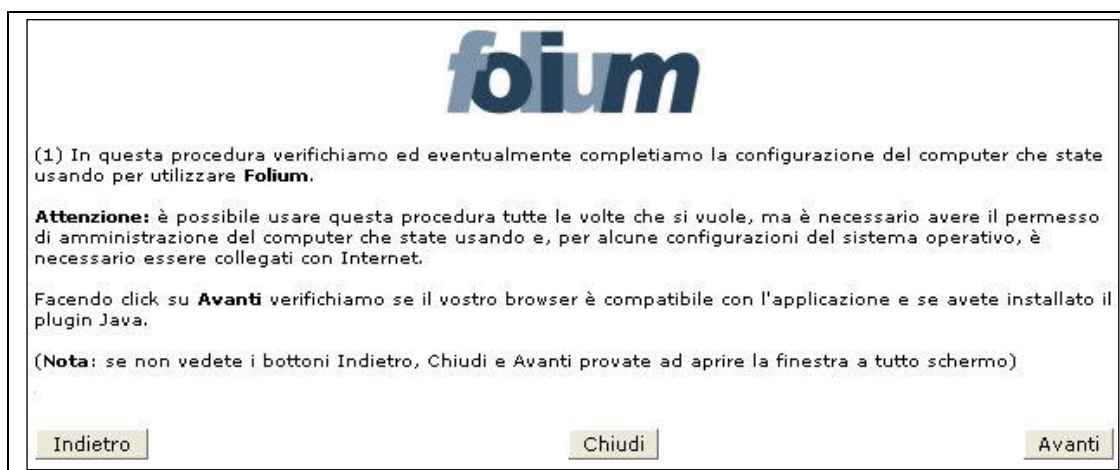 folium
(1) In questa procedura verifichiamo ed eventualmente completiamo la configurazione del computer che state
usando per utilizzare Folium.
Attenzione: è possibile usare questa procedura tutte le volte che si vuole, ma è necessario avere il permesso
di amministrazione del computer che state usando e, per alcune configurazioni del sistema operativo, è
necessario essere collegati con Internet.
Facendo click su Avanti verifichiamo se il vostro browser è compatibile con l'applicazione e se avete installato il
plugin Java.
(Nota: se non vedete i bottoni Indietro, Chiudi e Avanti provate ad aprire la finestra a tutto schermo)
Indietro Chiudi Avanti